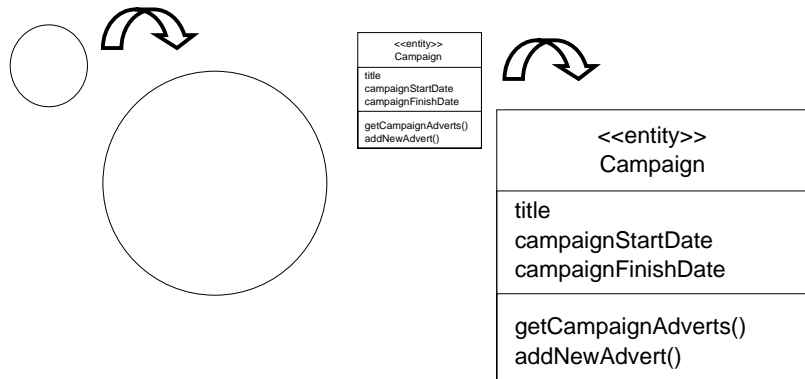 <<entity>>
Campaign
title
campaignStartDate
campaignFinishDate
getCampaignAdverts()
addNewAdvert()
<<entity>>
Campaign
title
campaignStartDate
campaignFinishDate
getCampaignAdverts()
addNewAdvert()